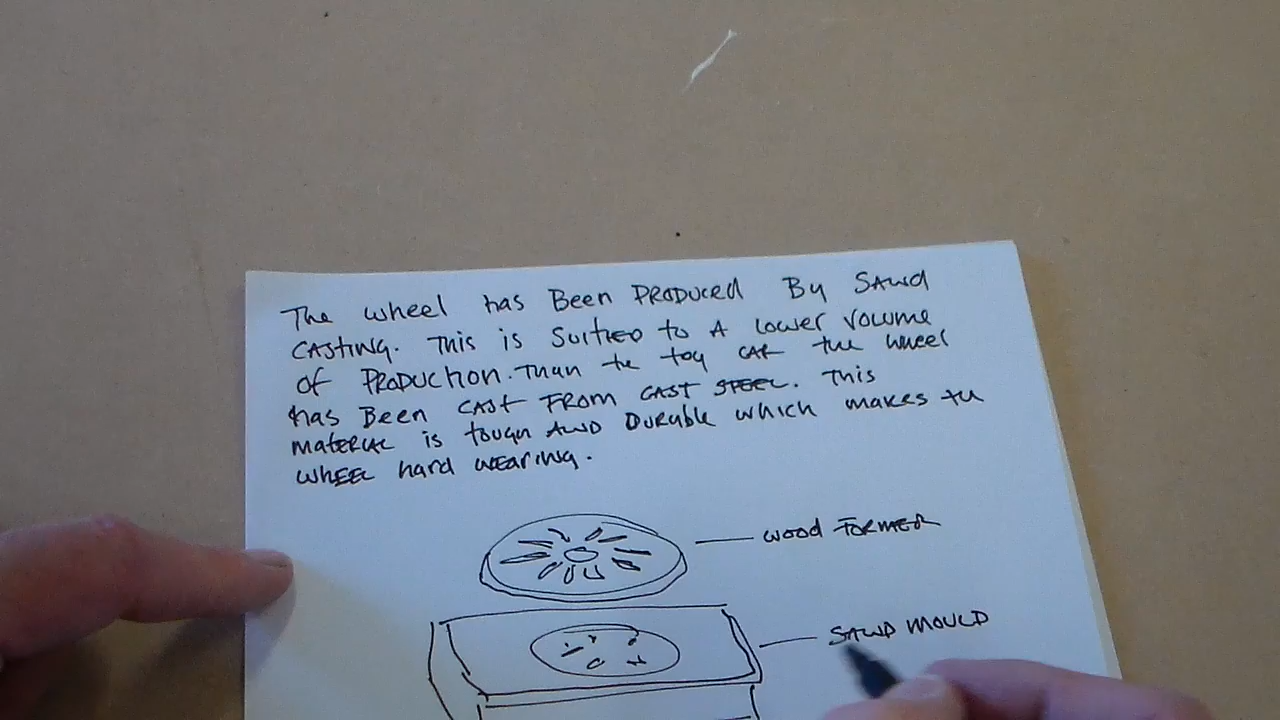 The wheel has Been PRODUCED By SAND
CASting. This is Suited to A lower volume
of PRODUCtion. Than the toy CAR the wheel
has Been CAST FROM CAST STEEL. This
MATERIAL is tough AND DURABLE which makes the
WHEEL hard WEARING.
WOOD FORMER
SAND MOULD